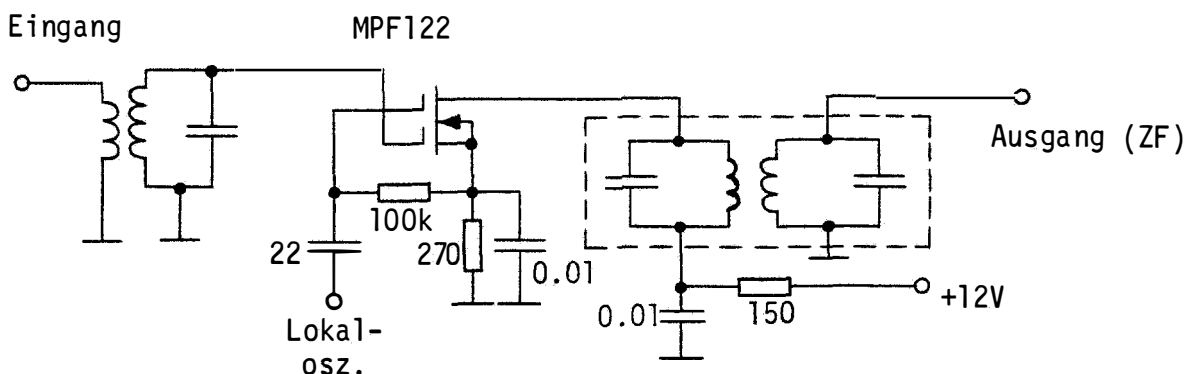 Eingang
MPF122
Ausgang (ZF)
100k
22
270
0.01
Lokal-
osz.
0.01
150
+12V